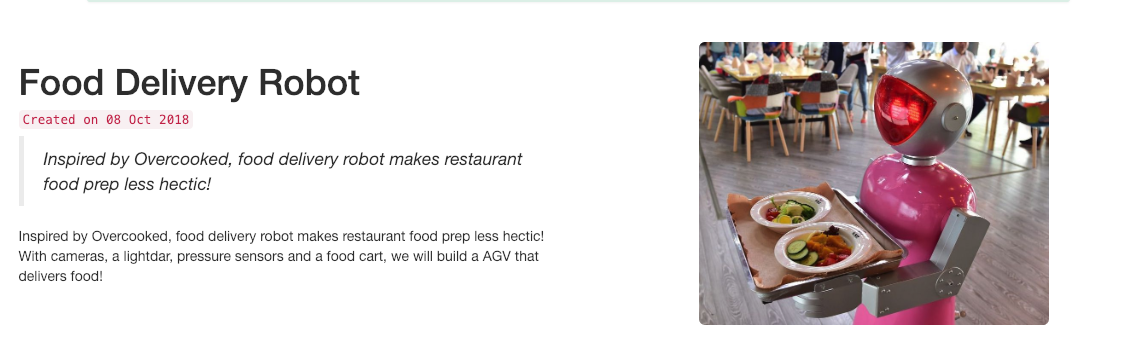 Food Delivery Robot
Created on 08 Oct 2018
Inspired by Overcooked, food delivery robot makes restaurant
food prep less hectic!
Inspired by Overcooked, food delivery robot makes restaurant food prep less hectic!
With cameras, a lightdar, pressure sensors and a food cart, we will build a AGV that
delivers food!